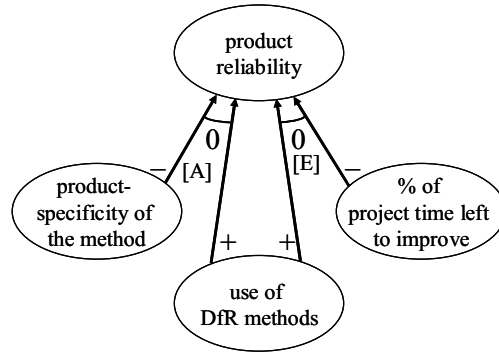 product
reliability
0
0
[A]
[E]
–
–
product-
specificity of
the method
% of
project time left
to improve
+
+
use of
DfR methods